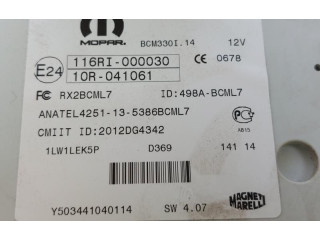 MOPAR. BCM330I.14 12V
E24 116RI-000030 CE 0678
10R-041061
FC RX2BCML7 ID:498A-BCML7
ANATEL4251-13-5386BCML7
CMIIT ID:2012DG4342 AB15
1LW1LEK5P D369 141 14
Y503441040114 SW 4.07 MAGNETI
MARELLI